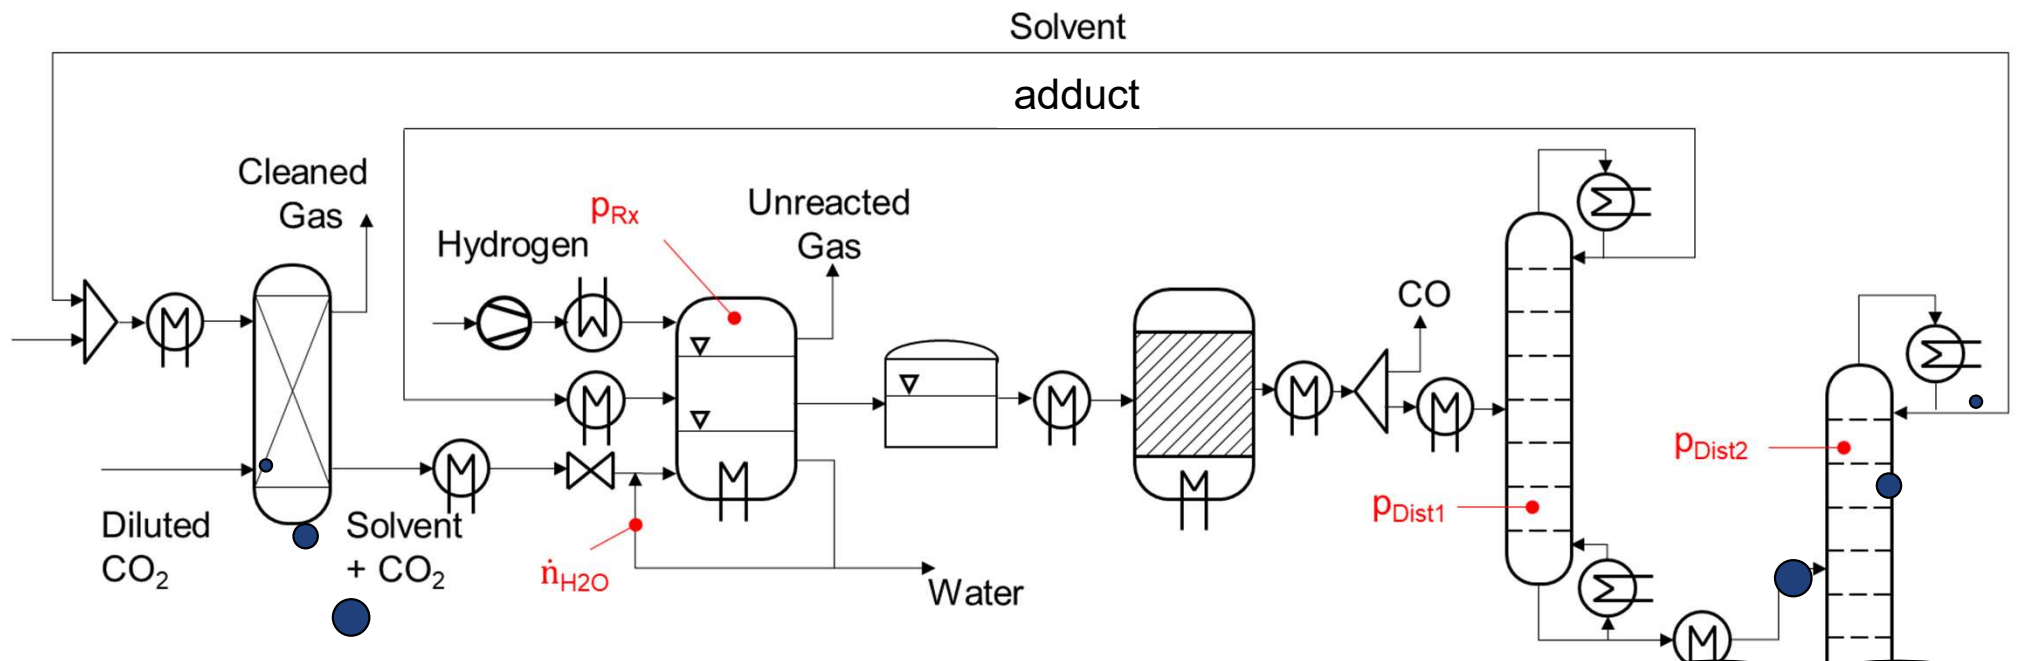 Solvent
adduct
Cleaned
Gas
Hydrogen
pRx
Unreacted
Gas
CO
pDist2
pDist1
Diluted
CO2
Solvent
+ CO2
ṅH2O
Water